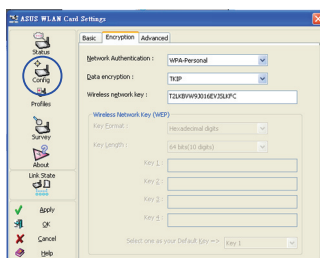 ASUS WLAN Card Settings
Status
Config
Profiles
Survey
About
Link State
Apply
OK
Cancel
Help
Basic Encryption Advanced
Network Authentication : WPA-Personal
Data encryption : TKIP
Wireless network key :
Wireless Network Key (WEP)
Key Format : Hexadecimal digits
Key Length : 64 bits(10 digits)
Key 1 :
Key 2 :
Key 3 :
Key 4 :
Select one as your Default Key => Key 1